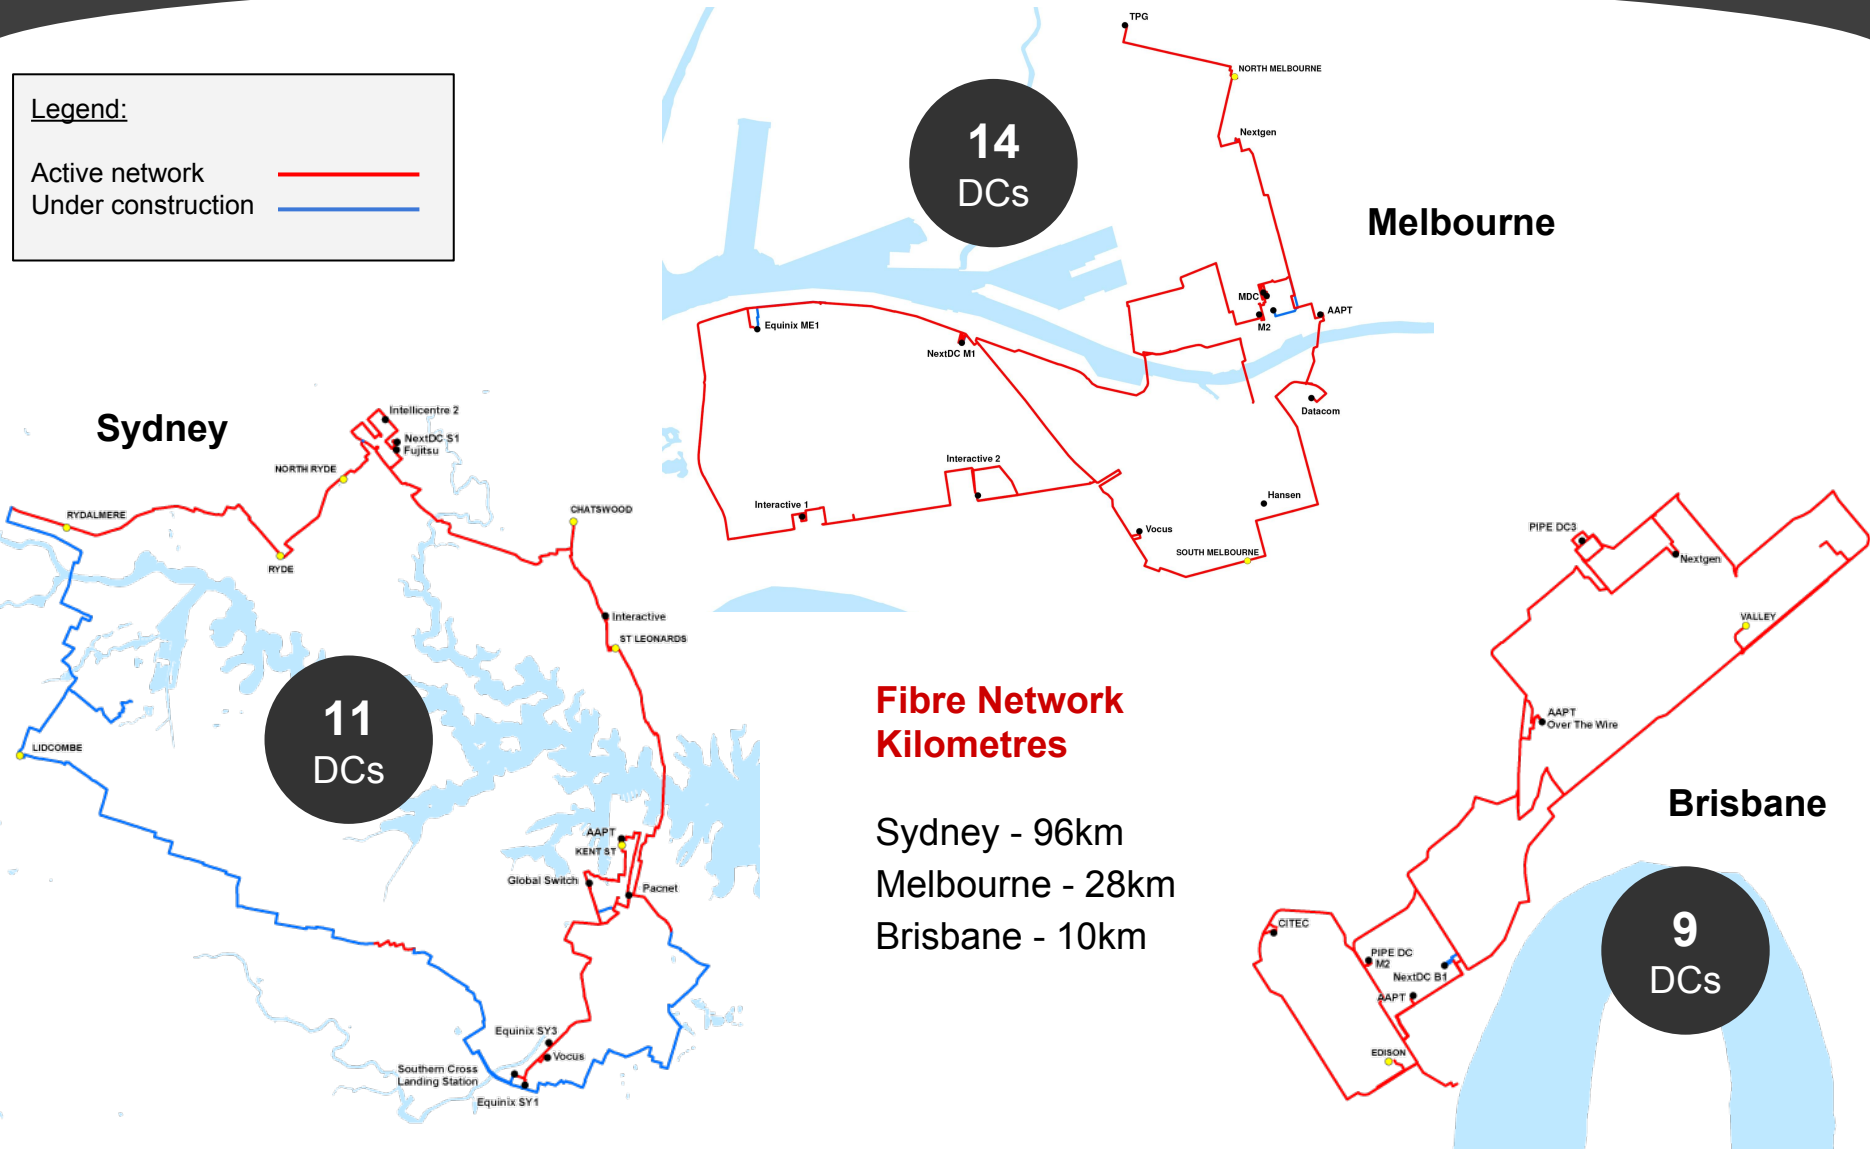 Legend:
Active network
Under construction
14
DCs
Melbourne
TPG
NORTH MELBOURNE
Nextgen
MDC
M2
AAPT
Equinix ME1
NextDC M1
Datacom
Interactive 2
Interactive 1
Hansen
Vocus
SOUTH MELBOURNE
Sydney
Intellicentre 2
NextDC S1
Fujitsu
NORTH RYDE
RYDALMERE
RYDE
CHATSWOOD
Interactive
ST LEONARDS
11
DCs
LIDCOMBE
AAPT
KENT ST
Global Switch
Pacnet
Equinix SY3
Vocus
Southern Cross
Landing Station
Equinix SY1
Fibre Network
Kilometres
Sydney - 96km
Melbourne - 28km
Brisbane - 10km
PIPE DC3
Nextgen
VALLEY
AAPT
Over The Wire
Brisbane
CITEC
PIPE DC
M2
NextDC B1
AAPT
EDISON
9
DCs